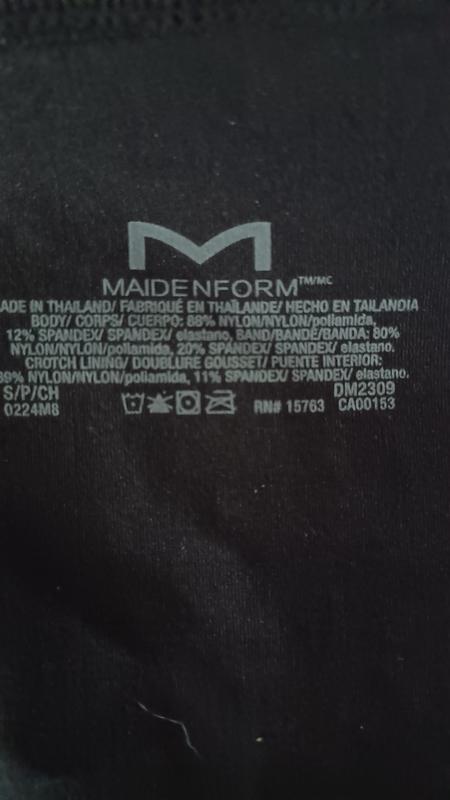 M
MAIDENFORM™/MC
ADE IN THAILAND/ FABRIQUÉ EN THAÏLANDE/ HECHO EN TAILANDIA
BODY/ CORPS/ CUERPO: 88% NYLON/NYLON/poliamida,
12% SPANDEX/ SPANDEX/ elastano, BAND/BANDE/BANDA: 80%
NYLON/NYLON/poliamida, 20% SPANDEX/ SPANDEX/ elastano.
CROTCH LINING/ DOUBLURE GOUSSET/ PUENTE INTERIOR:
89% NYLON/NYLON/poliamida, 11% SPANDEX/ SPANDEX/ elastano.
S/P/CH DM2309
0224M8 RN# 15763 CA00153